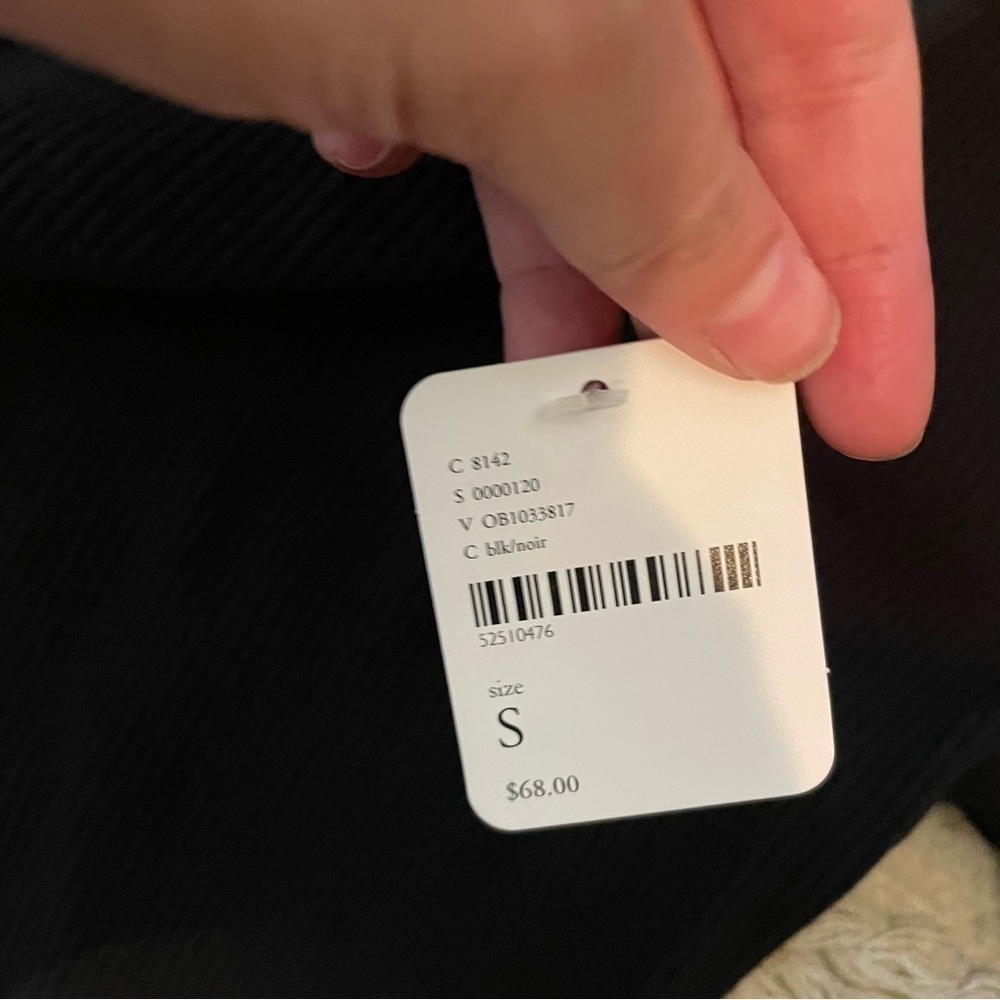 C 8142
S 0000120
V OB1033817
C blk/noir
52510476
size
S
$68.00